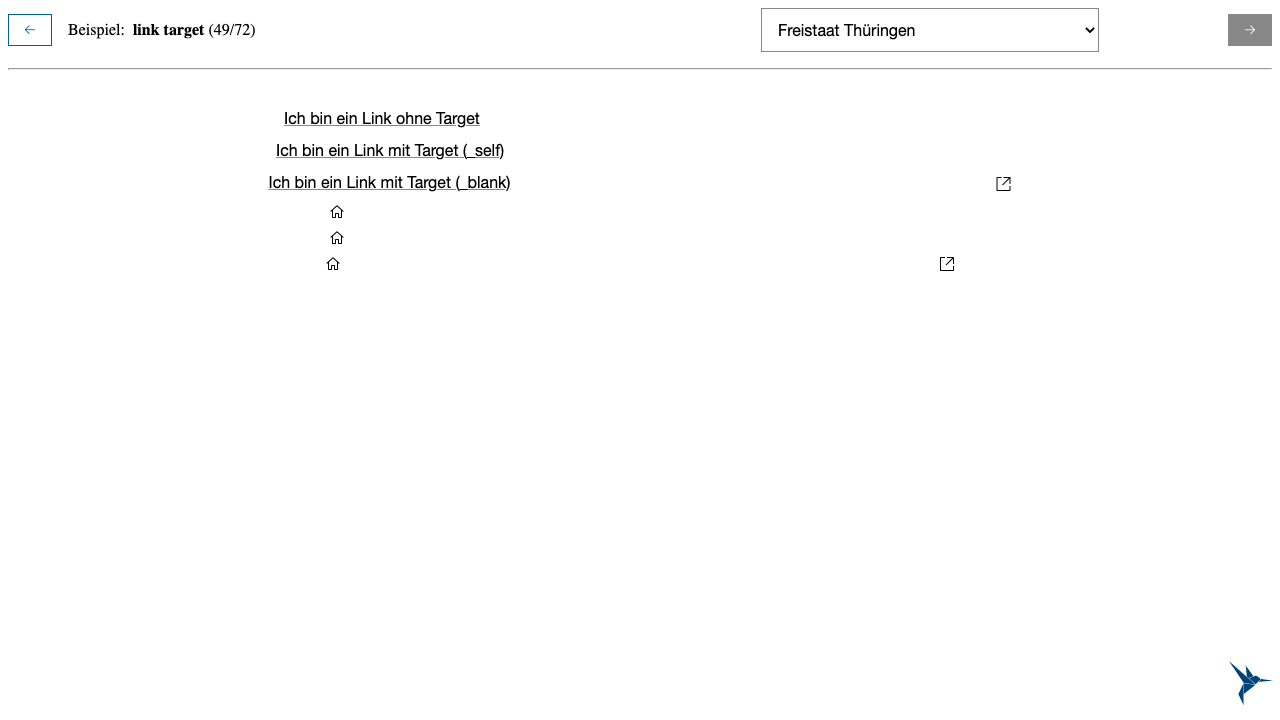 Beispiel: link target (49/72)
Freistaat Thüringen
Ich bin ein Link ohne Target
Ich bin ein Link mit Target (_self)
Ich bin ein Link mit Target (_blank)